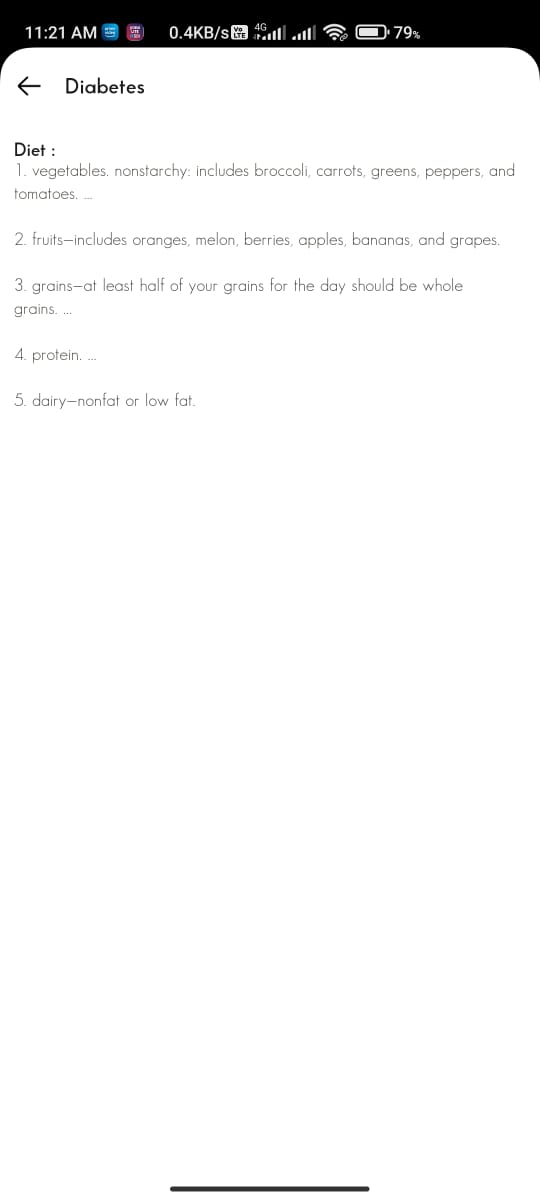 11:21 AM 0.4KB/s Vo LTE 4G 79%
Diabetes
Diet :
1. vegetables. nonstarchy: includes broccoli, carrots, greens, peppers, and
tomatoes. ...
2. fruits—includes oranges, melon, berries, apples, bananas, and grapes.
3. grains—at least half of your grains for the day should be whole
grains. ...
4. protein. ...
5. dairy—nonfat or low fat.